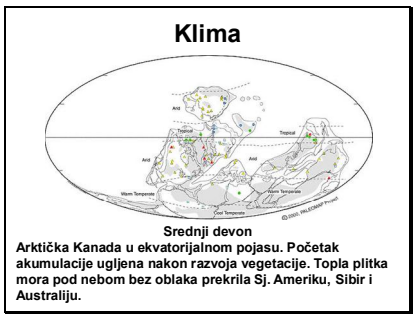 Klima
Arid
Tropical
Tropical
Arid
Arid
Warm Temperate
Warm Temperate
Cool Temperate
© 2000, PALEOMAP Project
Srednji devon
Arktička Kanada u ekvatorijalnom pojasu. Početak
akumulacije ugljena nakon razvoja vegetacije. Topla plitka
mora pod nebom bez oblaka prekrila Sj. Ameriku, Sibir i
Australiju.